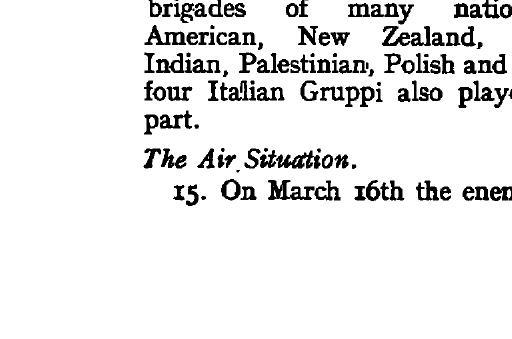 brigades of many natio
American, New Zealand,
Indian, Palestinian, Polish and
four Italian Gruppi also play
part.
The Air Situation.
15. On March 16th the enem